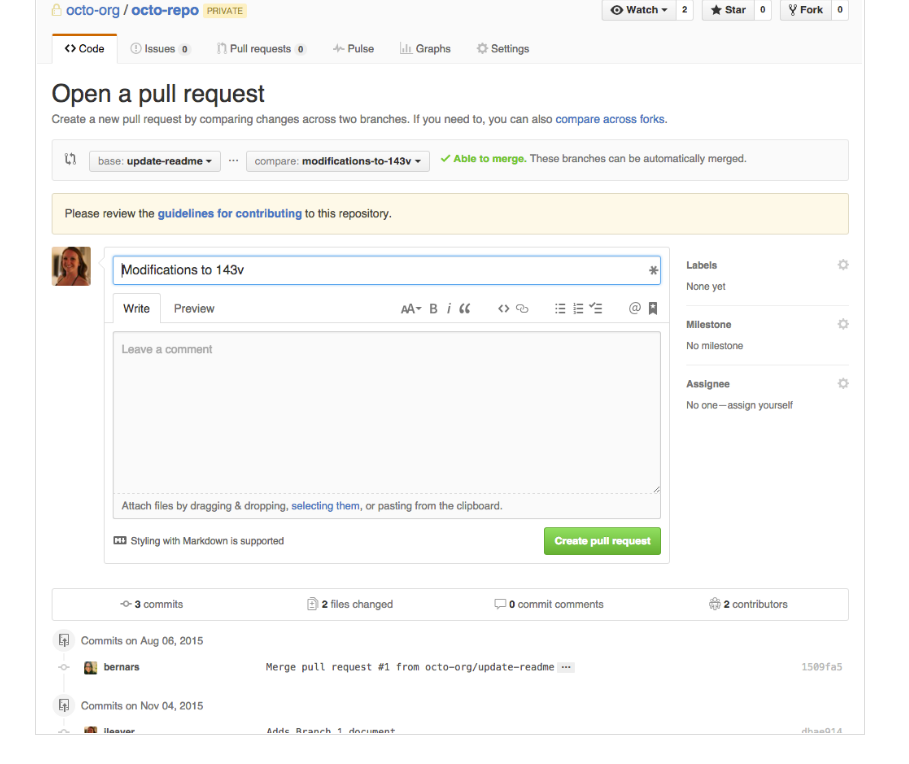 octo-org / octo-repo PRIVATE Watch 2 Star 0 Fork 0
Code Issues 0 Pull requests 0 Pulse Graphs Settings
Open a pull request
Create a new pull request by comparing changes across two branches. If you need to, you can also compare across forks.
base: update-readme ... compare: modifications-to-143v ✓ Able to merge. These branches can be automatically merged.
Please review the guidelines for contributing to this repository.
Modifications to 143v
Labels
None yet
Write Preview AA B i “ @
Leave a comment
Milestone
No milestone
Assignee
No one—assign yourself
Attach files by dragging & dropping, selecting them, or pasting from the clipboard.
Styling with Markdown is supported Create pull request
3 commits 2 files changed 0 commit comments 2 contributors
Commits on Aug 06, 2015
bernars Merge pull request #1 from octo-org/update-readme ... 1509fa5
Commits on Nov 04, 2015
jleaver Adds Branch 1 document dbae914